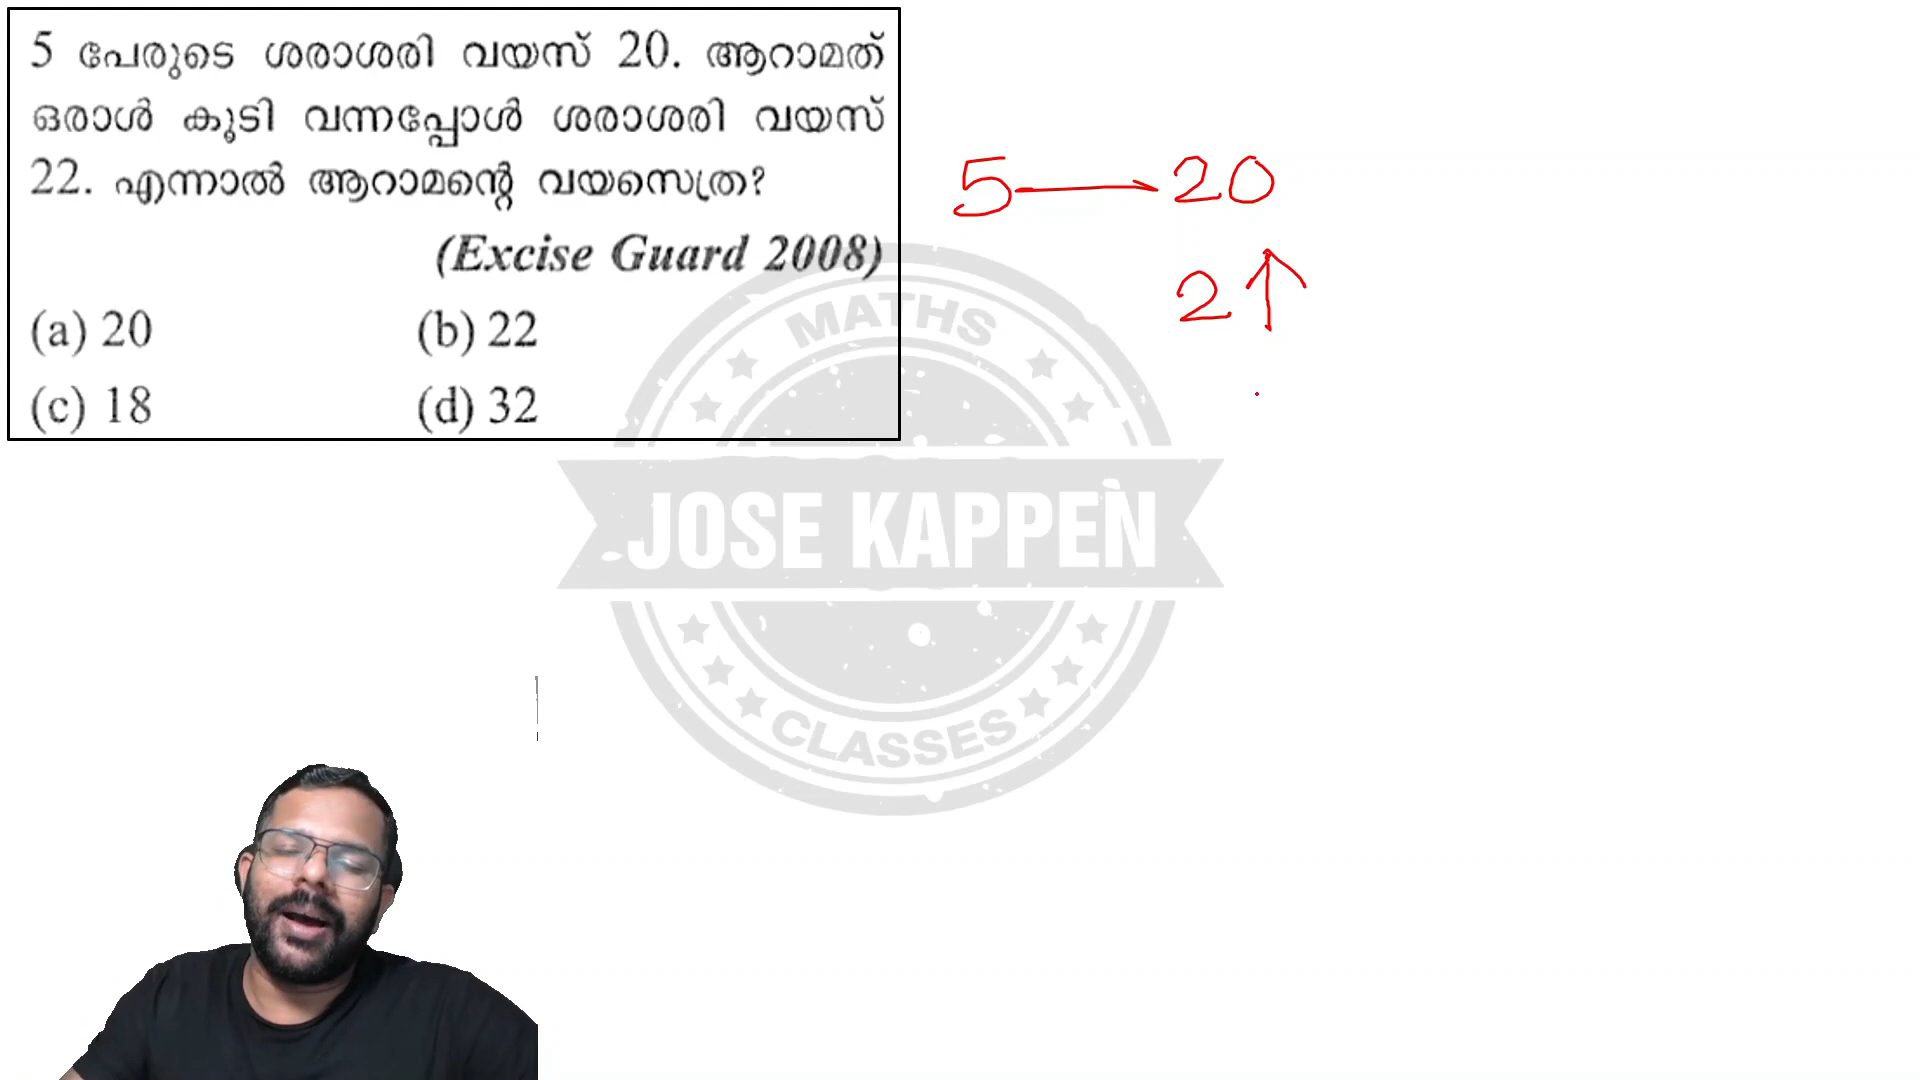 5 പേരുടെ ശരാശരി വയസ് 20. ആറാമത്
ഒരാൾ കൂടി വന്നപ്പോൾ ശരാശരി വയസ്
22. എന്നാൽ ആറാമന്റെ വയസെത്ര?
(Excise Guard 2008)
(a) 20 (b) 22
(c) 18 (d) 32
5 → 20
2 ↑
MATHS
JOSE KAPPEN
CLASSES